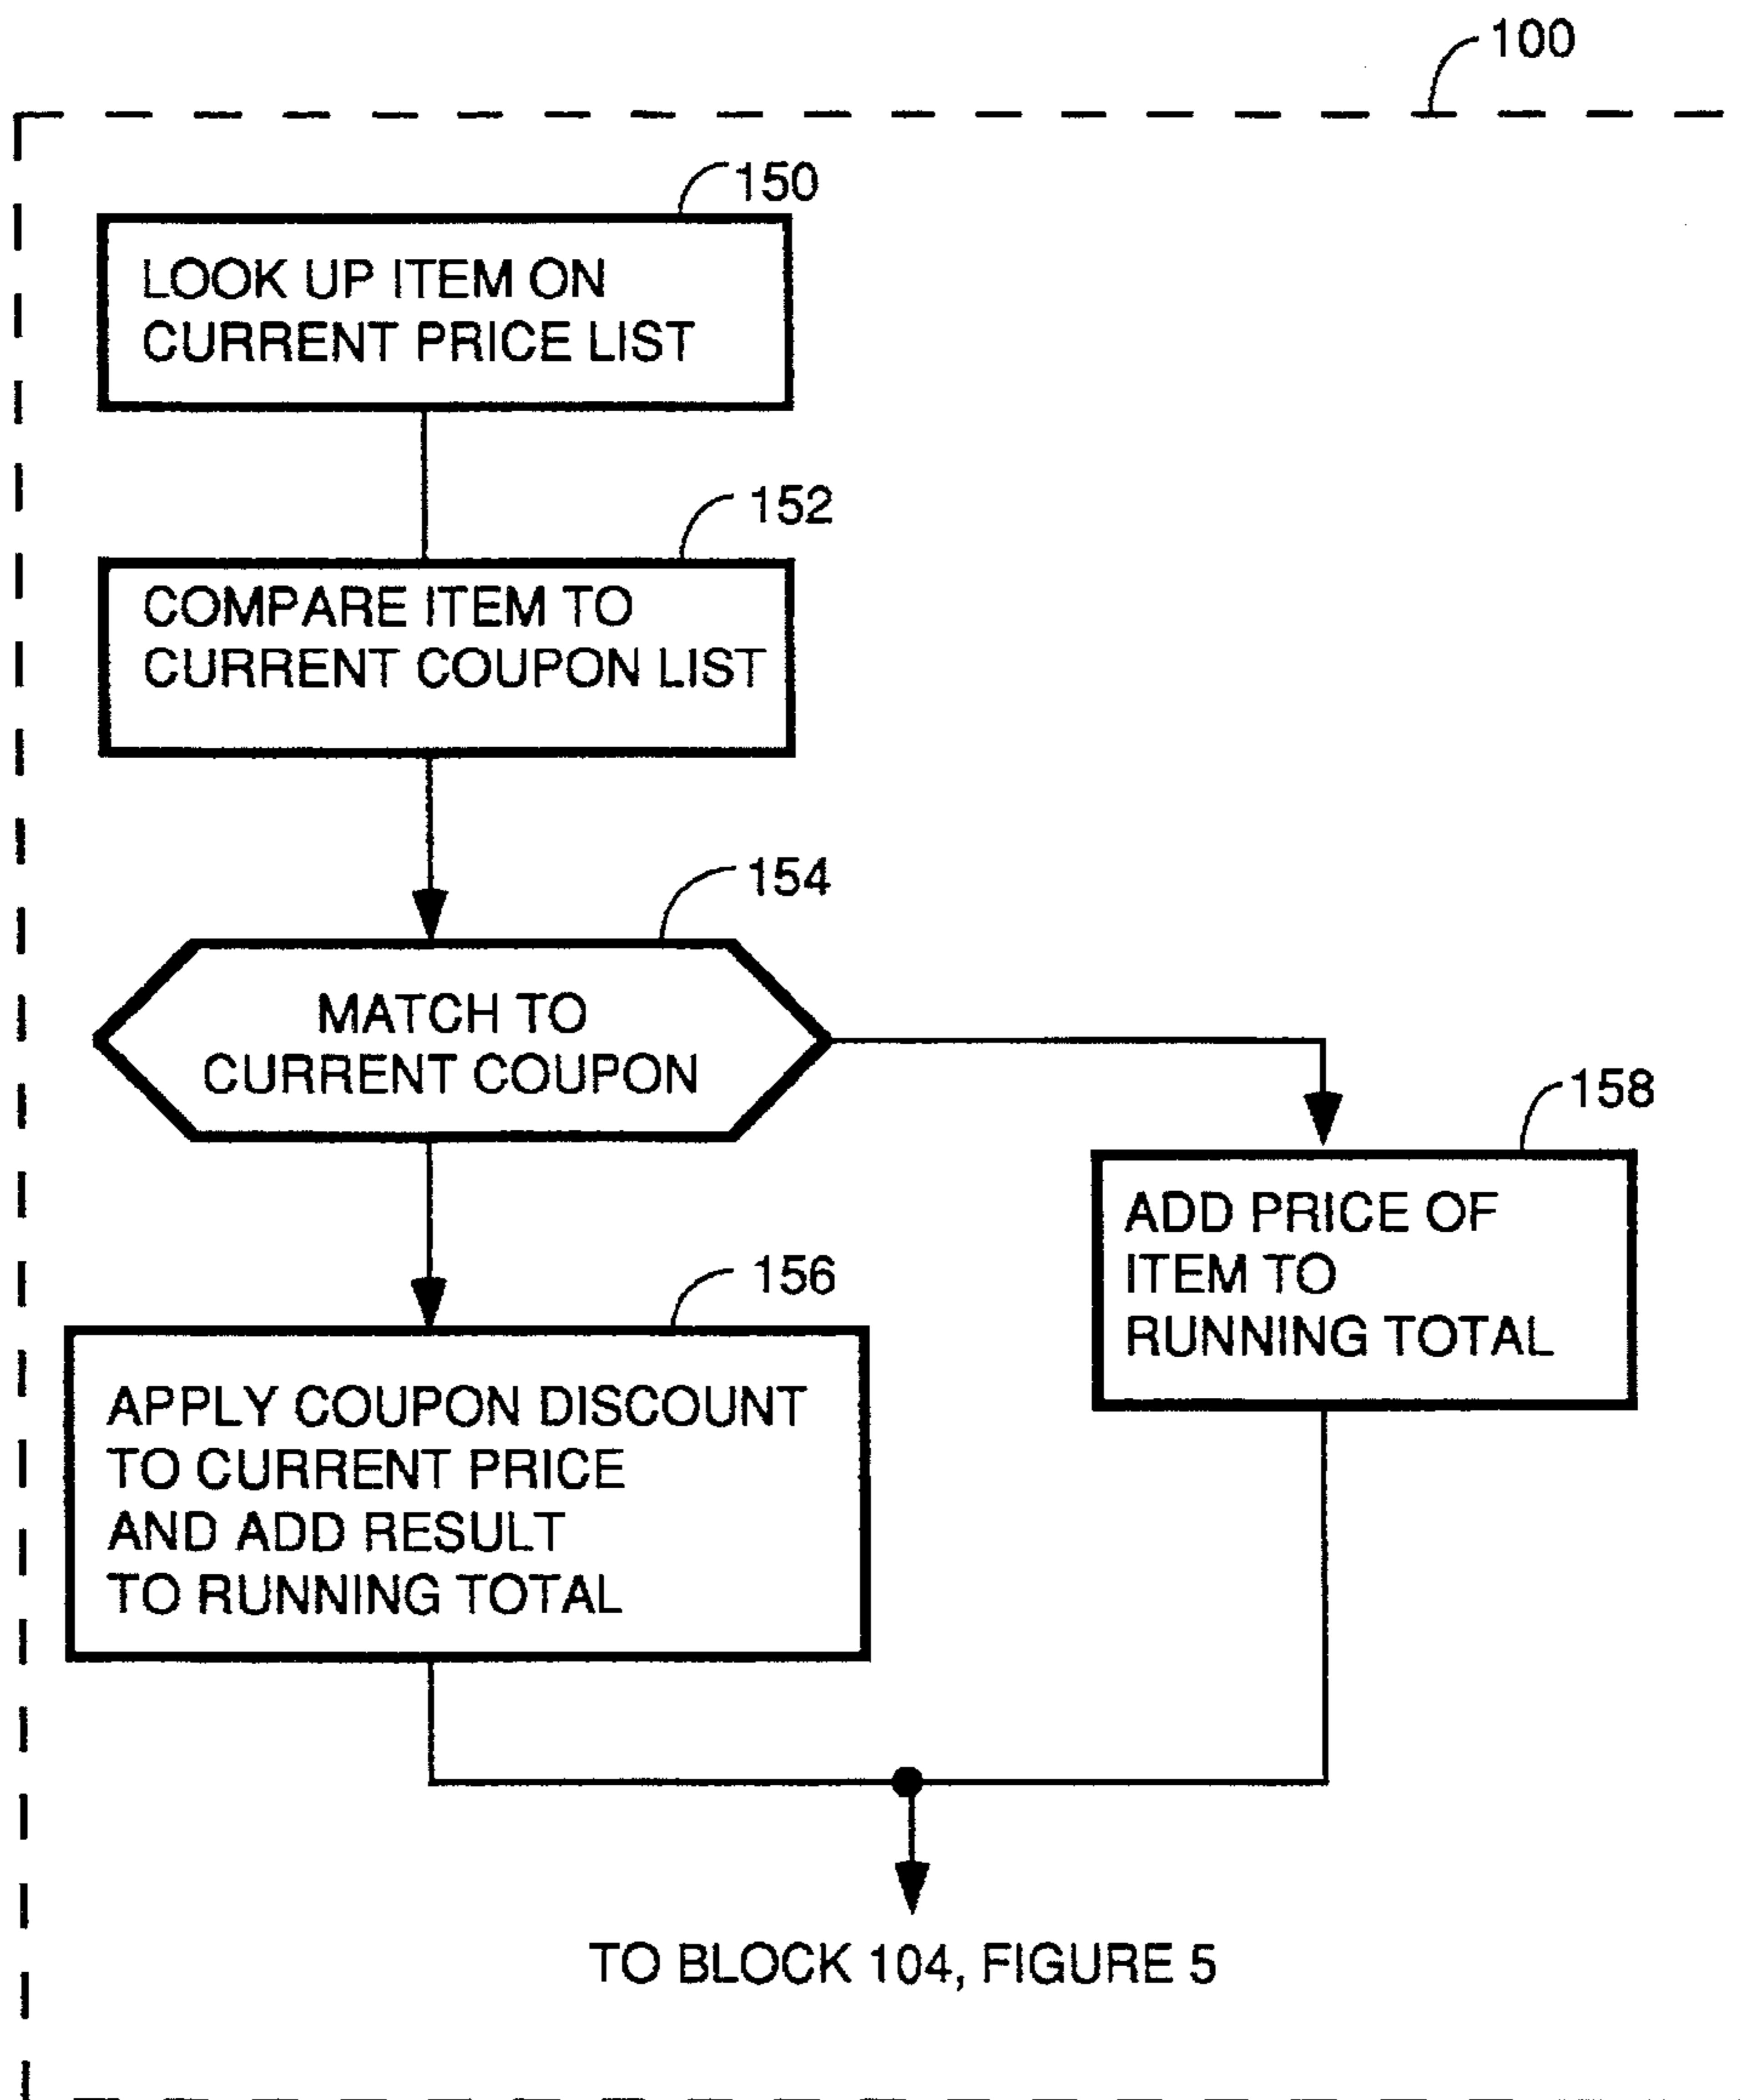 100
150
LOOK UP ITEM ON
CURRENT PRICE LIST
152
COMPARE ITEM TO
CURRENT COUPON LIST
154
MATCH TO
CURRENT COUPON
158
ADD PRICE OF
ITEM TO
RUNNING TOTAL
156
APPLY COUPON DISCOUNT
TO CURRENT PRICE
AND ADD RESULT
TO RUNNING TOTAL
TO BLOCK 104, FIGURE 5